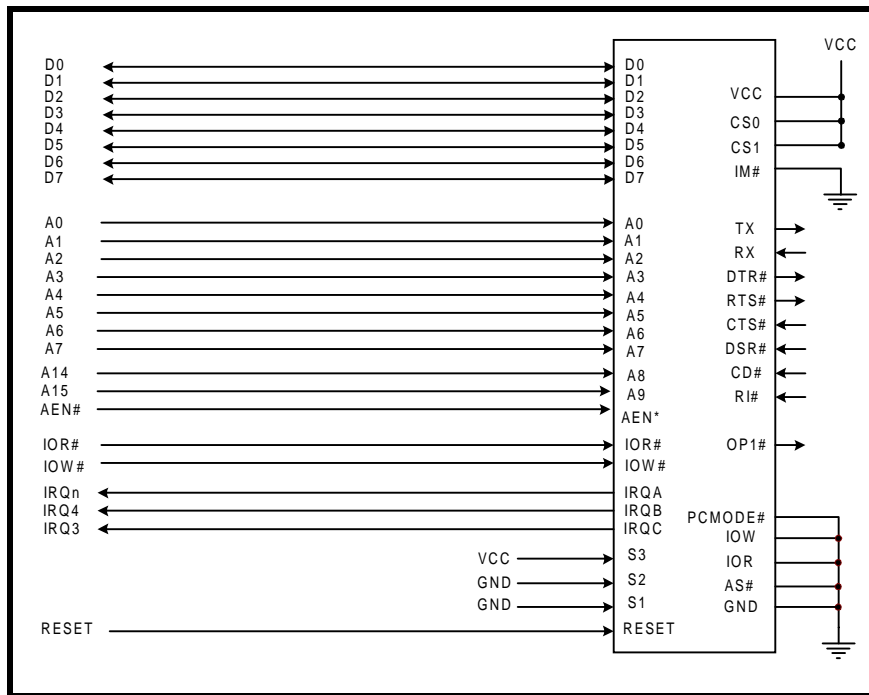 VCC
D0 D0
D1 D1
D2 D2
D3 D3
D4 D4
D5 D5
D6 D6
D7 D7
VCC
CS0
CS1
IM#
A0 A0
A1 A1
A2 A2
A3 A3
A4 A4
A5 A5
A6 A6
A7 A7
A14 A8
A15 A9
AEN# AEN*
TX
RX
DTR#
RTS#
CTS#
DSR#
CD#
RI#
IOR# IOR# OP1#
IOW# IOW#
IRQn IRQA
IRQ4 IRQB
IRQ3 IRQC
PCMODE#
IOW
VCC S3 IOR
GND S2 AS#
GND S1 GND
RESET RESET